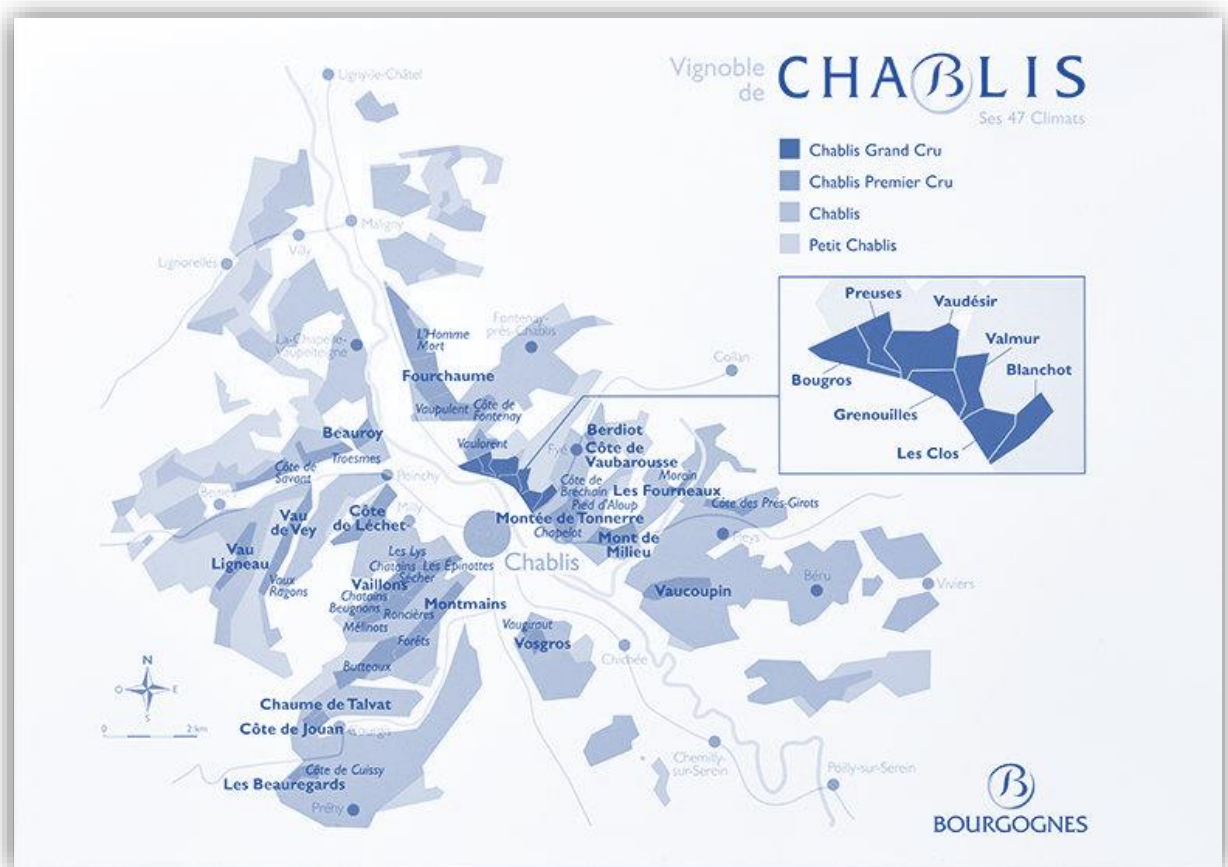 Vignoble
de
CHABLIS
Ses 47 Climats
Chablis Grand Cru
Chablis Premier Cru
Chablis
Petit Chablis
Preuses
Vaudésir
Valmur
Blanchot
Bougros
Grenouilles
Les Clos
Ligny-le-Châtel
Maligny
Villy
Lignorelles
La-Chapelle-
Vaupelteigne
L'Homme
Mort
Fontenay-
près-Chablis
Collan
Fourchaume
Vaupulent
Côte de
Fontenay
Beauroy
Troesmes
Vaulorent
Fyé
Berdiot
Côte de
Vaubarousse
Morein
Côte de
Savant
Poinchy
Côte de
Bréchain
Les Fourneaux
Pied d'Aloup
Côte des Près-Girots
Beines
Vau
de Vey
Côte
de Léchet
Milly
Montée de Tonnerre
Chapelot
Mont de
Milieu
Fleys
Chablis
Vau
Ligneau
Vaux
Ragons
Les Lys
Chatains
Les Épinottes
Sécher
Vaillons
Chatains
Beugnons
Roncières
Mélinots
Montmains
Forêts
Butteaux
Vaucoupin
Béru
Viviers
Vaugiraut
Vosgros
Chichée
Chaume de Talvat
Côte de Jouan
Courgis
Côte de Cuissy
Les Beauregards
Préhy
Chemilly-
sur-Serein
Poilly-sur-Serein
N
O
E
S
0
2 km
B
BOURGOGNES